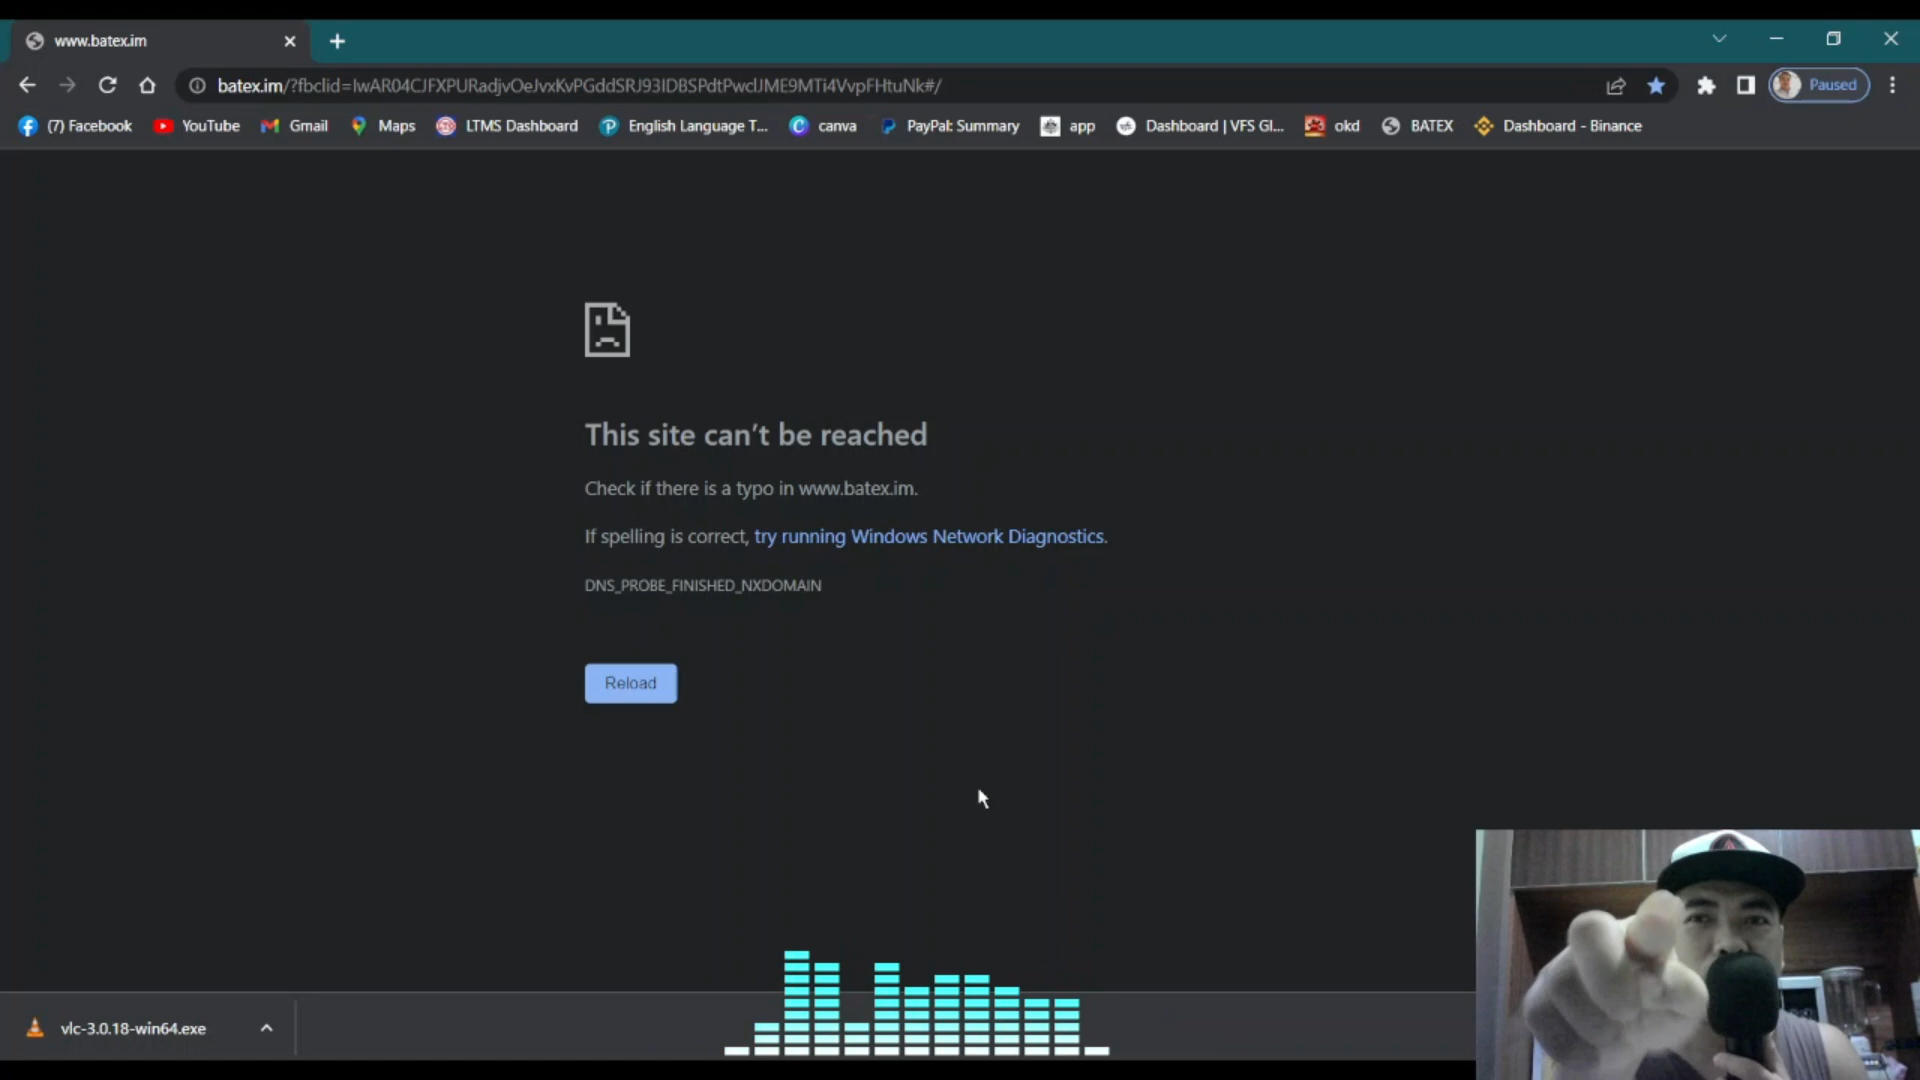 www.batex.im
batex.im/?fbclid=IwAR04CJFXPURadjvOeJvxKvPGddSRJ93IDBSPdtPwclJME9MTi4VvpFHtuNk#/
Paused
(7) Facebook YouTube Gmail Maps LTMS Dashboard English Language T... canva PayPal: Summary app Dashboard | VFS Gl... okd BATEX Dashboard - Binance
This site can't be reached
Check if there is a typo in www.batex.im.
If spelling is correct, try running Windows Network Diagnostics.
DNS_PROBE_FINISHED_NXDOMAIN
Reload
vlc-3.0.18-win64.exe